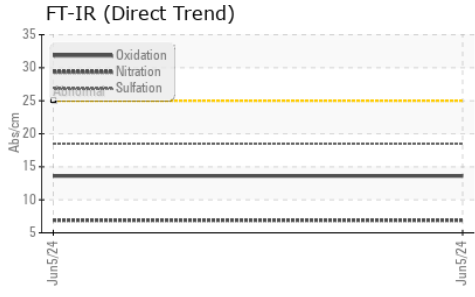 FT-IR (Direct Trend)
35
30
25
20
15
10
5
Abs/cm
Oxidation
Nitration
Sulfation
Abnormal
Jun5/24
Jun5/24